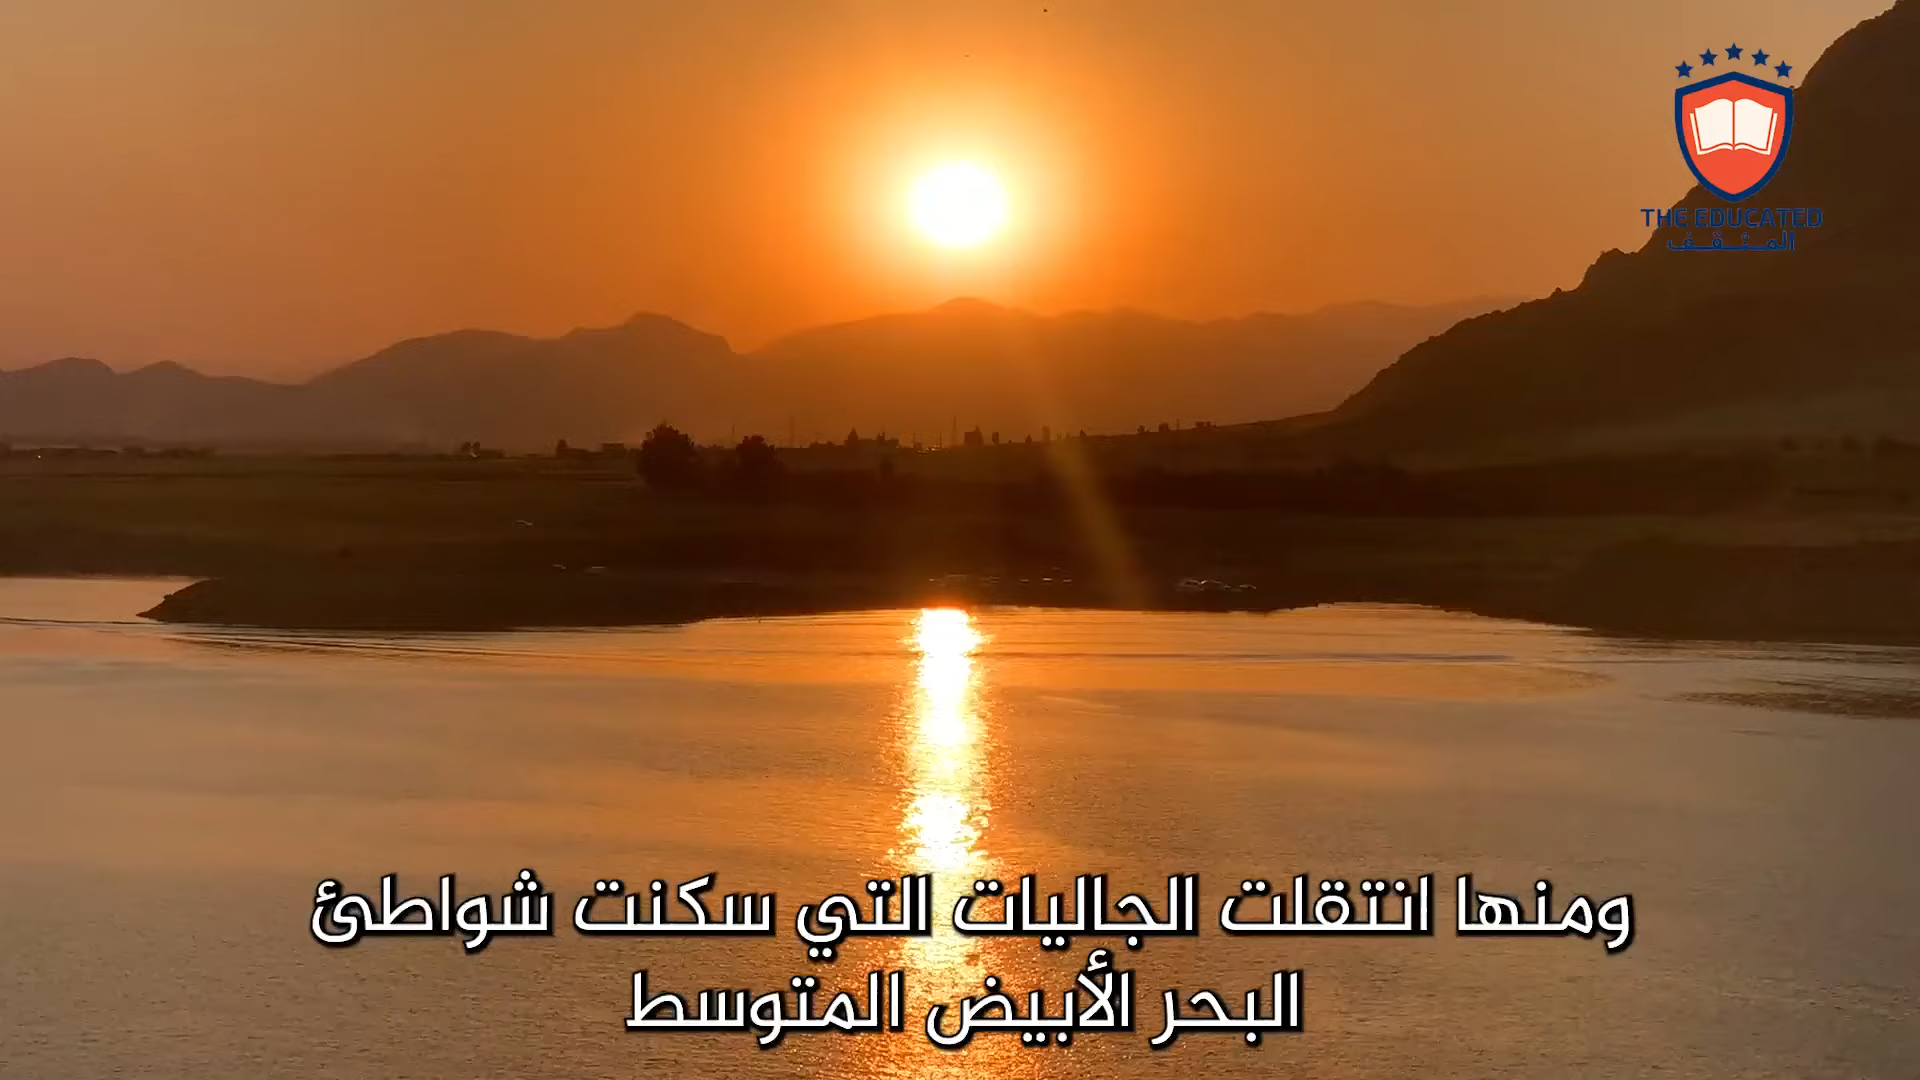 THE EDUCATED
المثقف
ومنها انتقلت الجاليات التي سكنت شواطئ
البحر الأبيض المتوسط